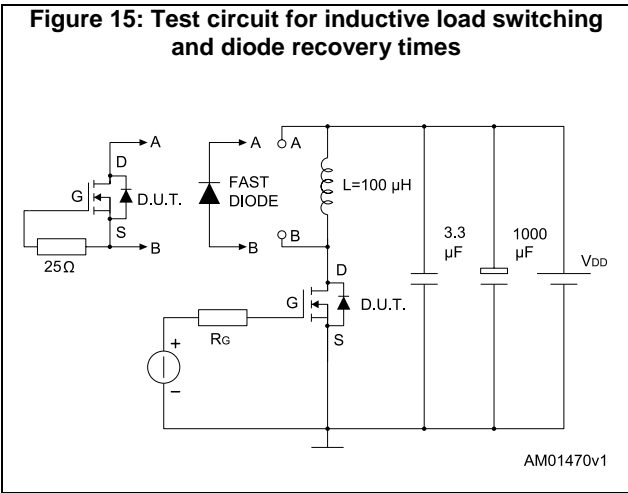 Figure 15: Test circuit for inductive load switching
and diode recovery times
A
D
G
D.U.T.
S
B
25Ω
A
FAST
DIODE
B
A
L=100 µH
B
D
G
D.U.T.
S
RG
+
−
3.3
µF
1000
µF
VDD
AM01470v1